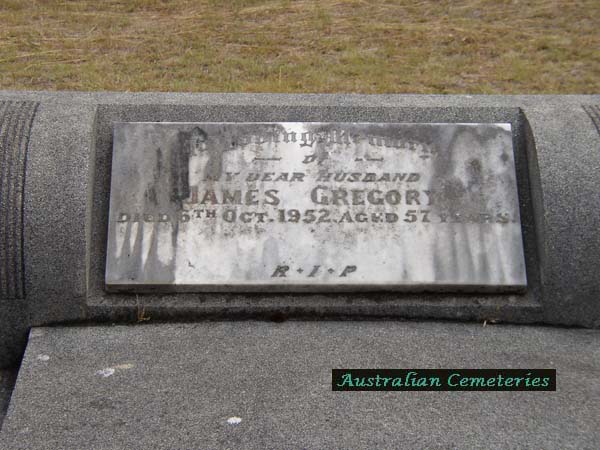 In Loving Memory
OF
MY DEAR HUSBAND
JAMES GREGORY
DIED 6TH OCT. 1952. AGED 57 YEARS.
R·I·P
Australian Cemeteries